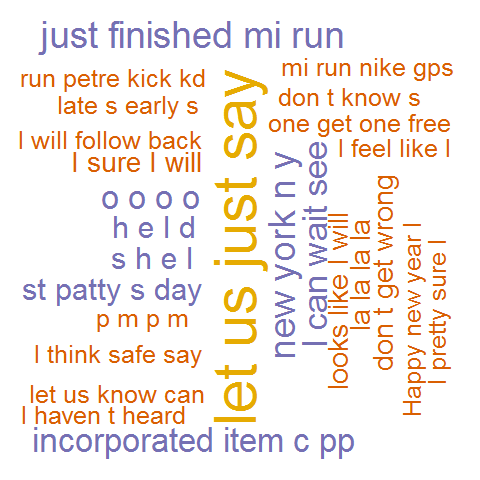 just finished mi run
run petre kick kd
mi run nike gps
late s early s
don t know s
one get one free
I will follow back
I feel like I
I sure I will
let us just say
new york n y
I can wait see
looks like I will
la la la la
don t get wrong
Happy new year I
I pretty sure I
o o o o
h e l d
s h e l
st patty s day
p m p m
I think safe say
let us know can
I haven t heard
incorporated item c pp